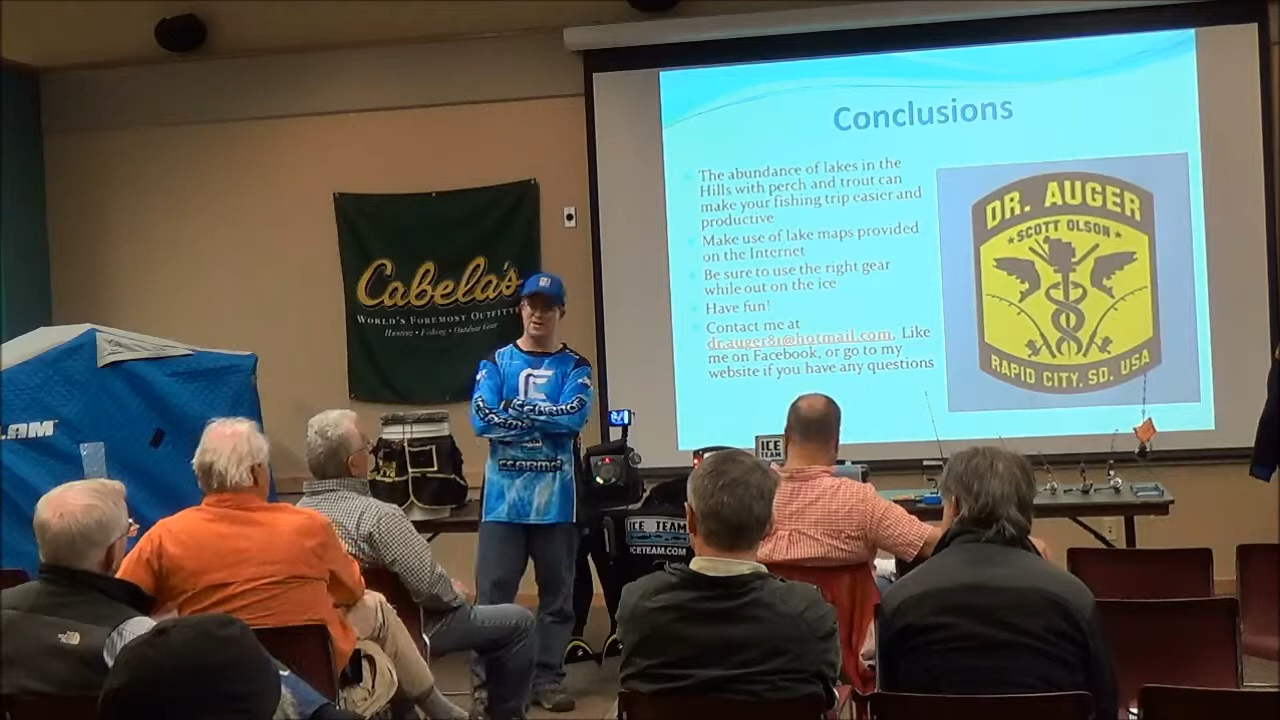 Conclusions
The abundance of lakes in the
Hills with perch and trout can
make your fishing trip easier and
productive
Make use of lake maps provided
on the Internet
Be sure to use the right gear
while out on the ice
Have fun!
Contact me at
dr.auger81@hotmail.com, Like
me on Facebook, or go to my
website if you have any questions
DR. AUGER
★SCOTT OLSON★
RAPID CITY, SD. USA
Cabela's
WORLD'S FOREMOST OUTFITTE
Hunting • Fishing • Outdoor Gear
LAM
ICEARMOR
ICE
TEAM
ICE TEAM
ICETEAM.COM